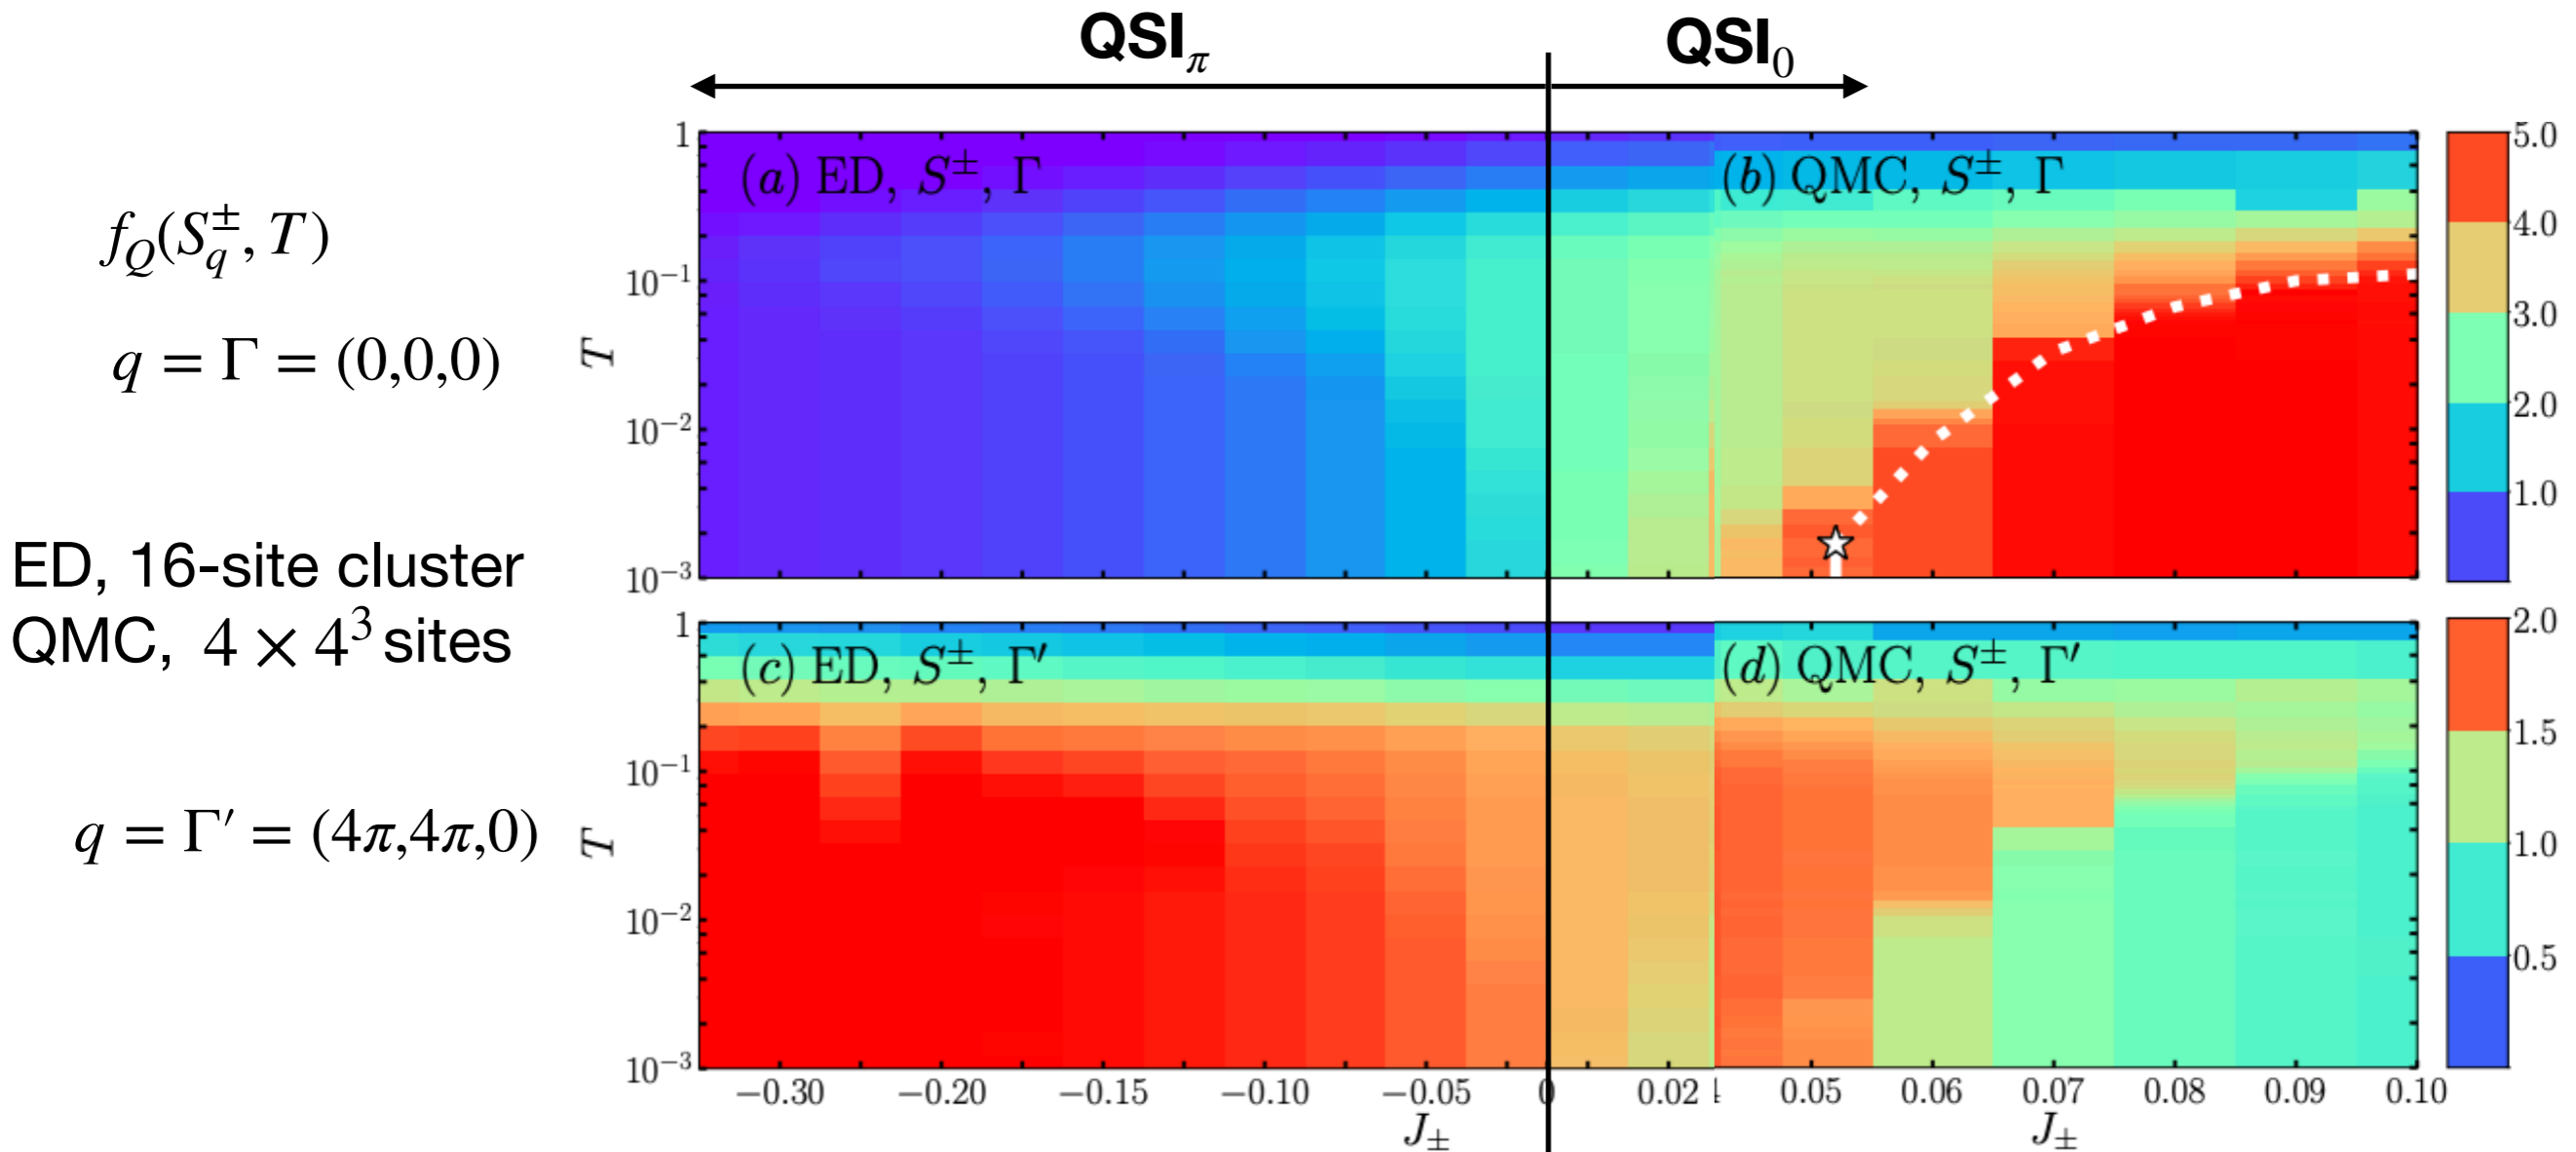 QSI_π
QSI_0
f_Q(S_q^±, T)
q = Γ = (0,0,0)
ED, 16-site cluster
QMC, 4 × 4^3 sites
q = Γ′ = (4π,4π,0)
(a) ED, S^±, Γ
(b) QMC, S^±, Γ
T
1
10^−1
10^−2
10^−3
5.0
4.0
3.0
2.0
1.0
(c) ED, S^±, Γ′
(d) QMC, S^±, Γ′
T
1
10^−1
10^−2
10^−3
2.0
1.5
1.0
0.5
−0.30 −0.20 −0.15 −0.10 −0.05 0 0.02 0.05 0.06 0.07 0.08 0.09 0.10
J_± J_±